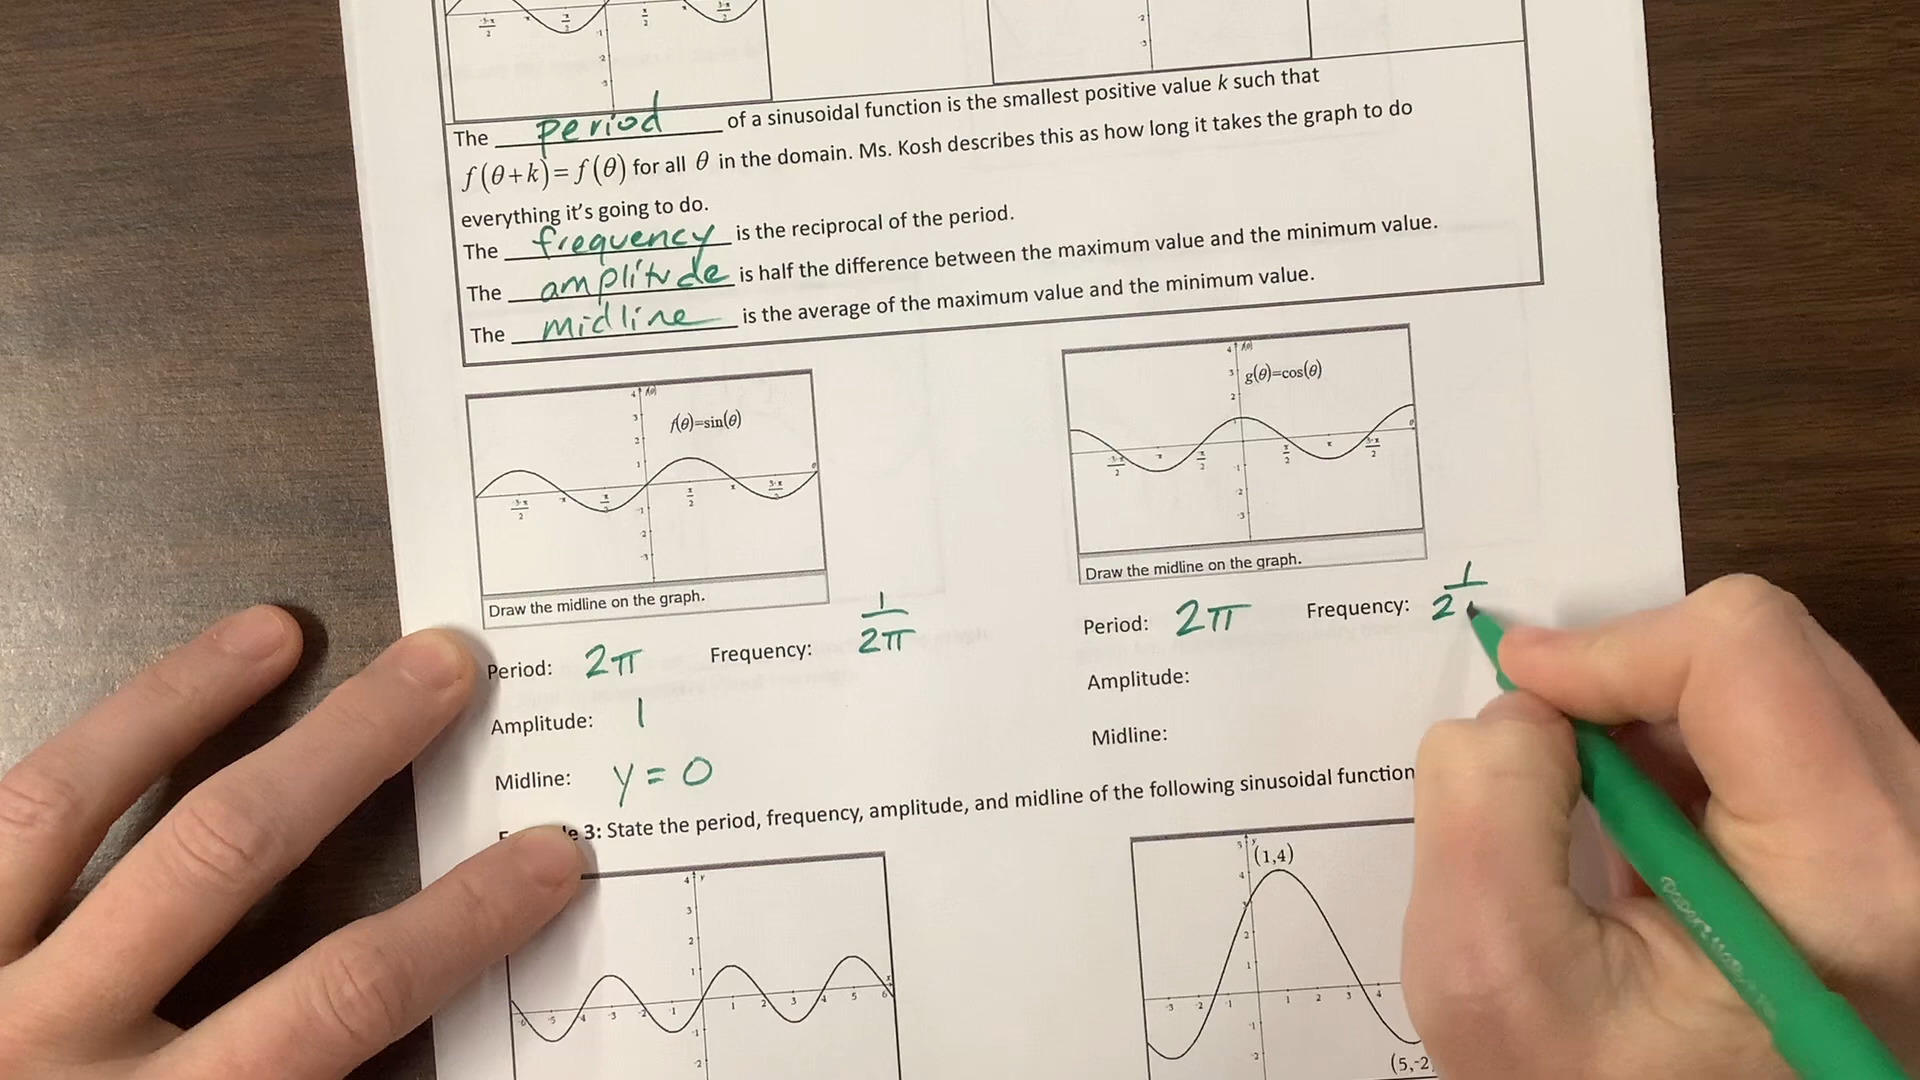 The period of a sinusoidal function is the smallest positive value k such that
f(θ+k)=f(θ) for all θ in the domain. Ms. Kosh describes this as how long it takes the graph to do
everything it's going to do.
The frequency is the reciprocal of the period.
The amplitude is half the difference between the maximum value and the minimum value.
The midline is the average of the maximum value and the minimum value.
f(θ)=sin(θ)
Draw the midline on the graph.
Period: 2π Frequency: 1/2π
Amplitude: 1
Midline: y = 0
g(θ)=cos(θ)
Draw the midline on the graph.
Period: 2π Frequency: 1/2
Amplitude:
Midline:
3: State the period, frequency, amplitude, and midline of the following sinusoidal function
(1,4)
(5,-2